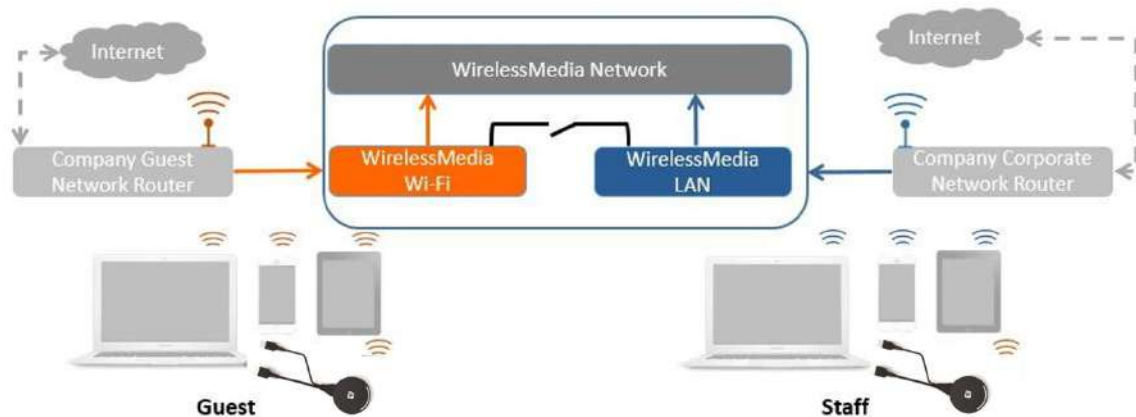 Internet
Internet
WirelessMedia Network
Company Guest
Network Router
WirelessMedia
Wi-Fi
WirelessMedia
LAN
Company Corporate
Network Router
Guest
Staff